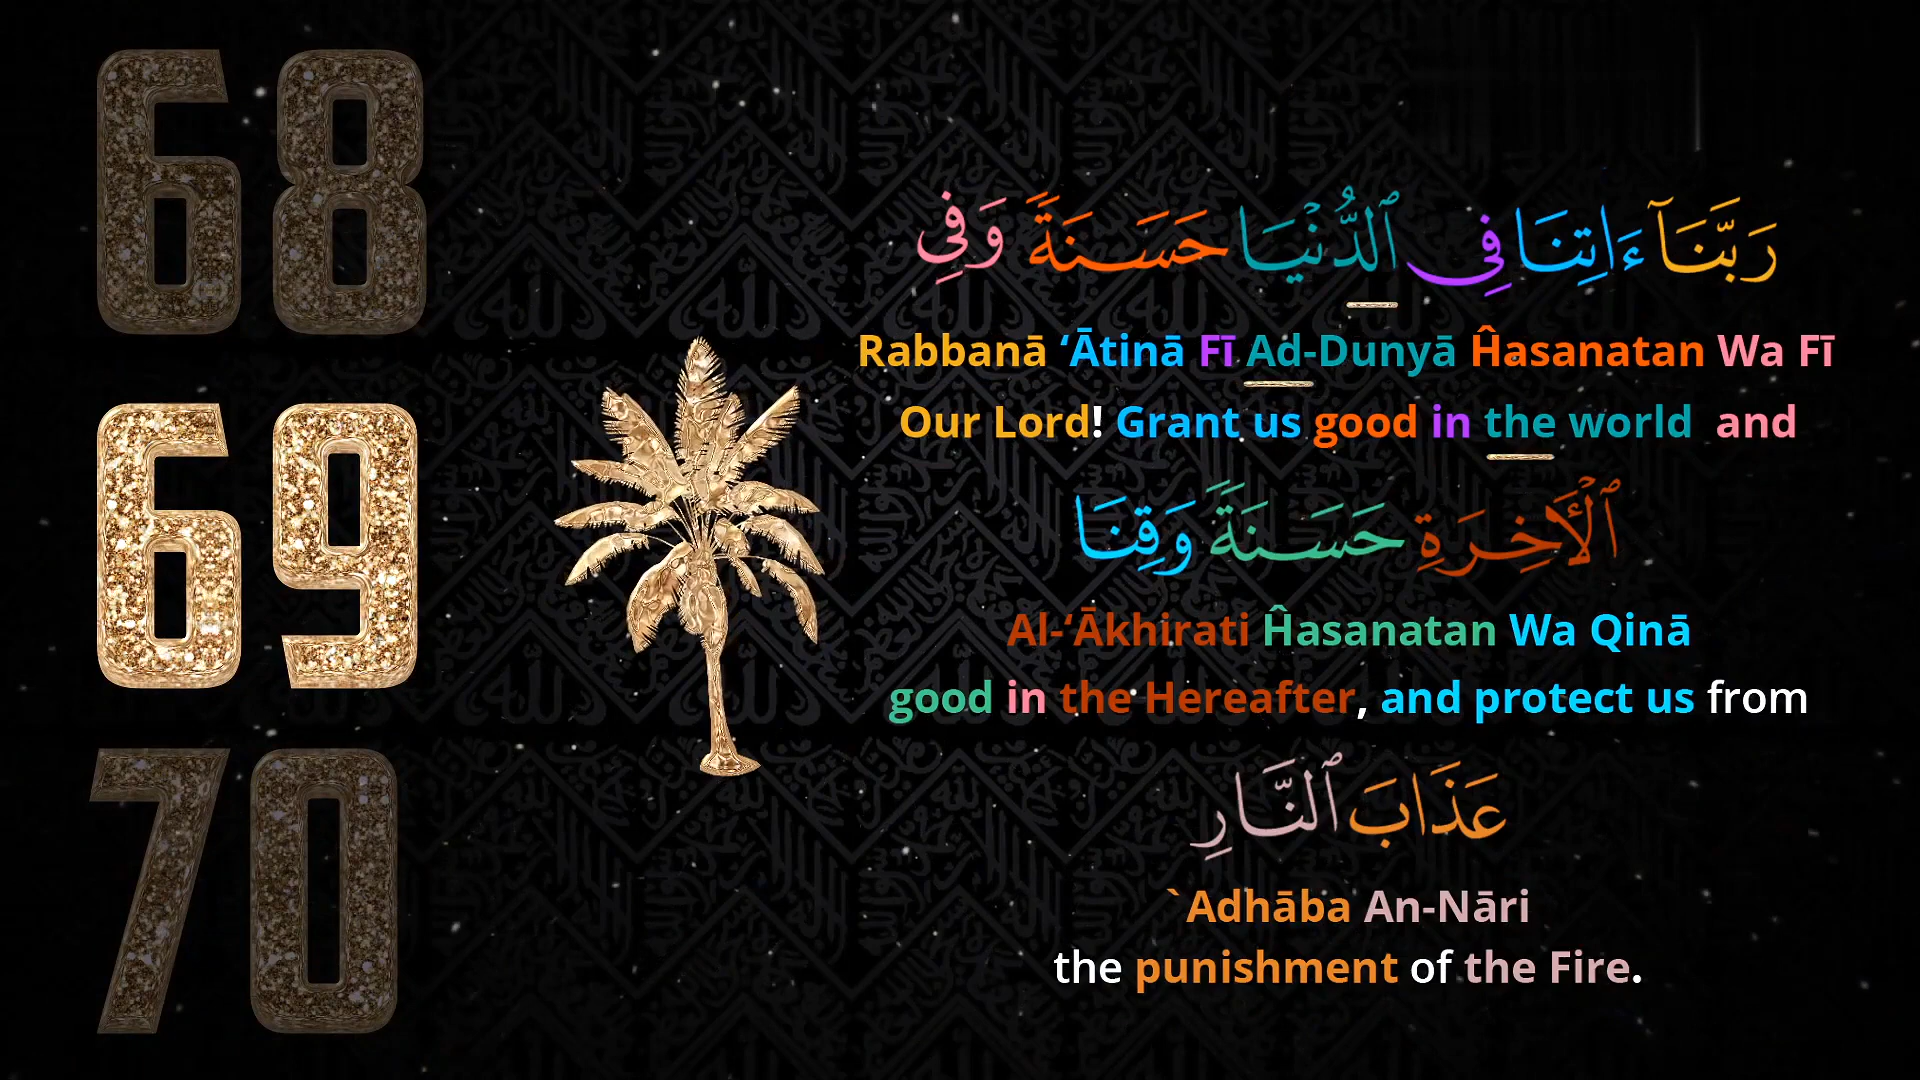 68
69
70
رَبَّنَآ ءَاتِنَا فِي ٱلدُّنْيَا حَسَنَةً وَفِي
Rabbanā ‘Ātinā Fī Ad-Dunyā Ĥasanatan Wa Fī
Our Lord! Grant us good in the world and
ٱلْأَخِرَةِ حَسَنَةً وَقِنَا
Al-‘Ākhirati Ĥasanatan Wa Qinā
good in the Hereafter, and protect us from
عَذَابَ ٱلنَّارِ
`Adhāba An-Nāri
the punishment of the Fire.